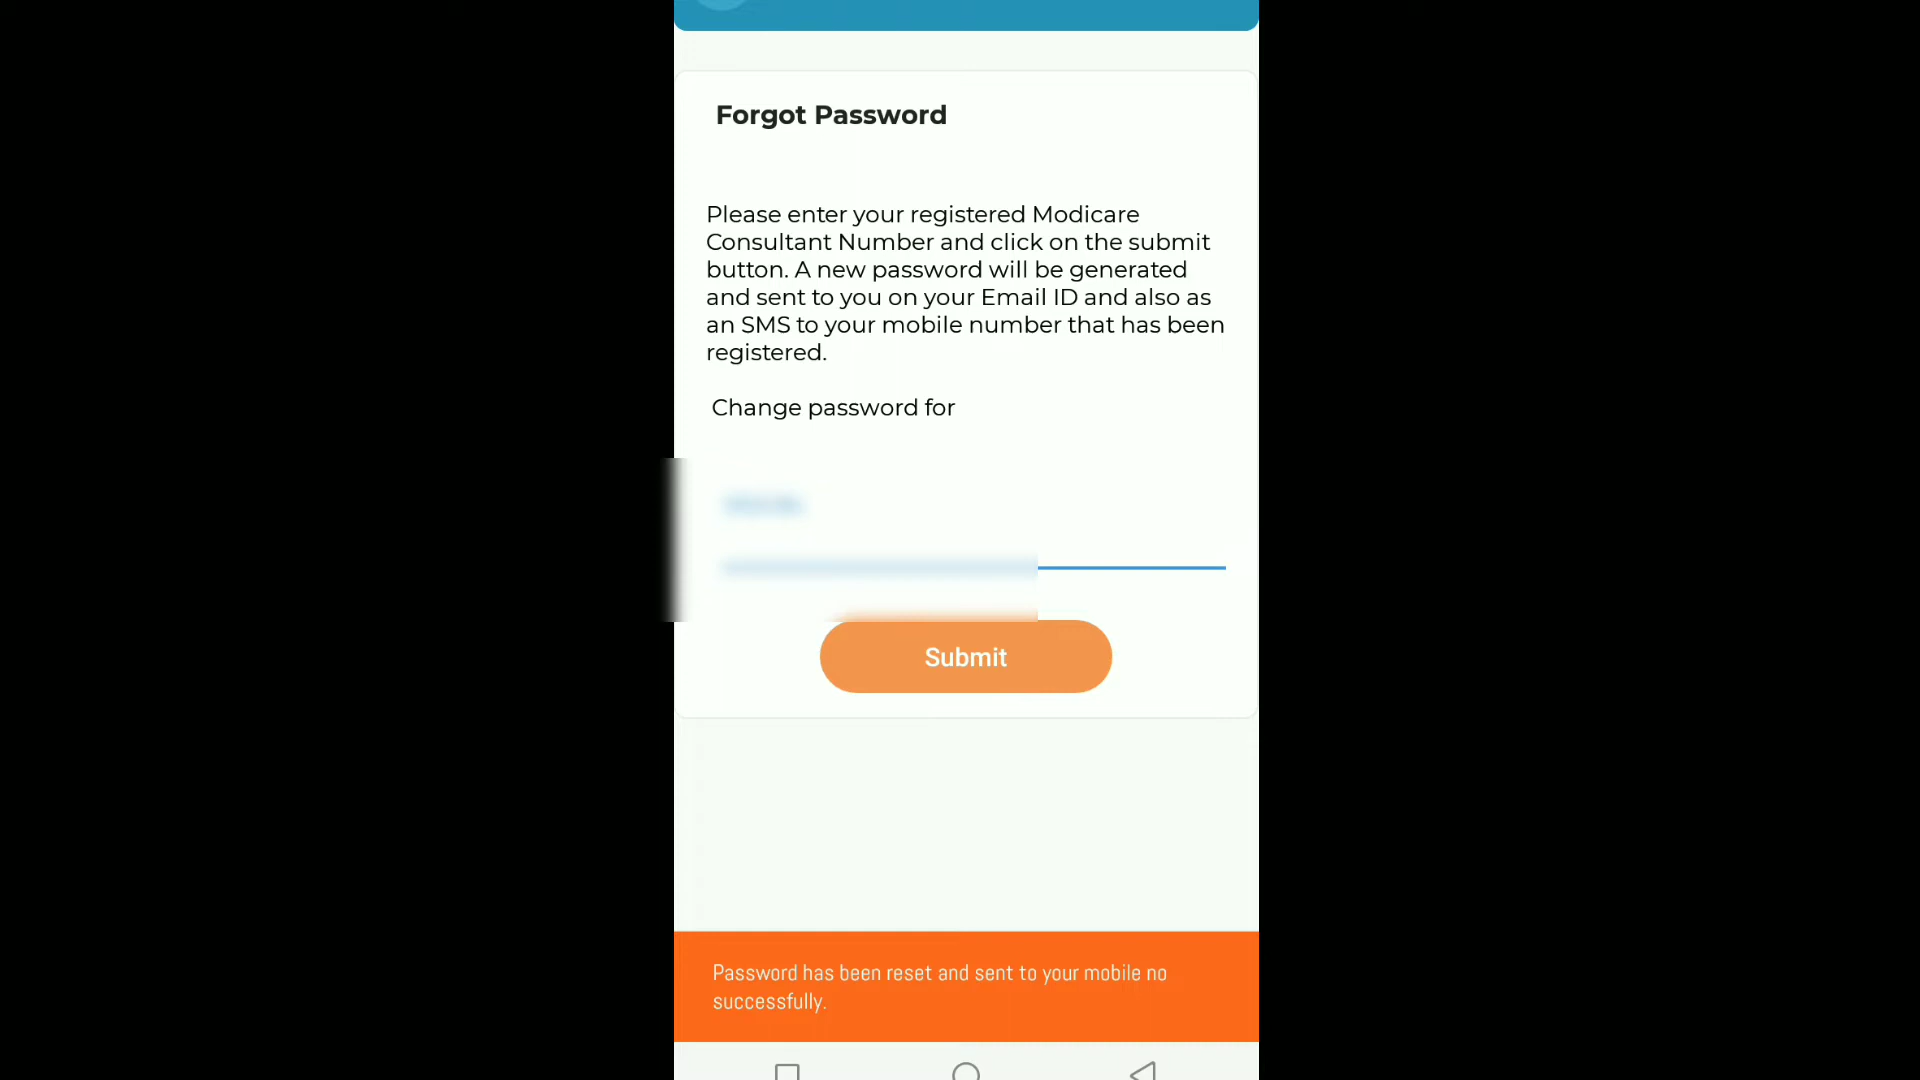 Forgot Password
Please enter your registered Modicare
Consultant Number and click on the submit
button. A new password will be generated
and sent to you on your Email ID and also as
an SMS to your mobile number that has been
registered.
Change password for
Submit
Password has been reset and sent to your mobile no
successfully.